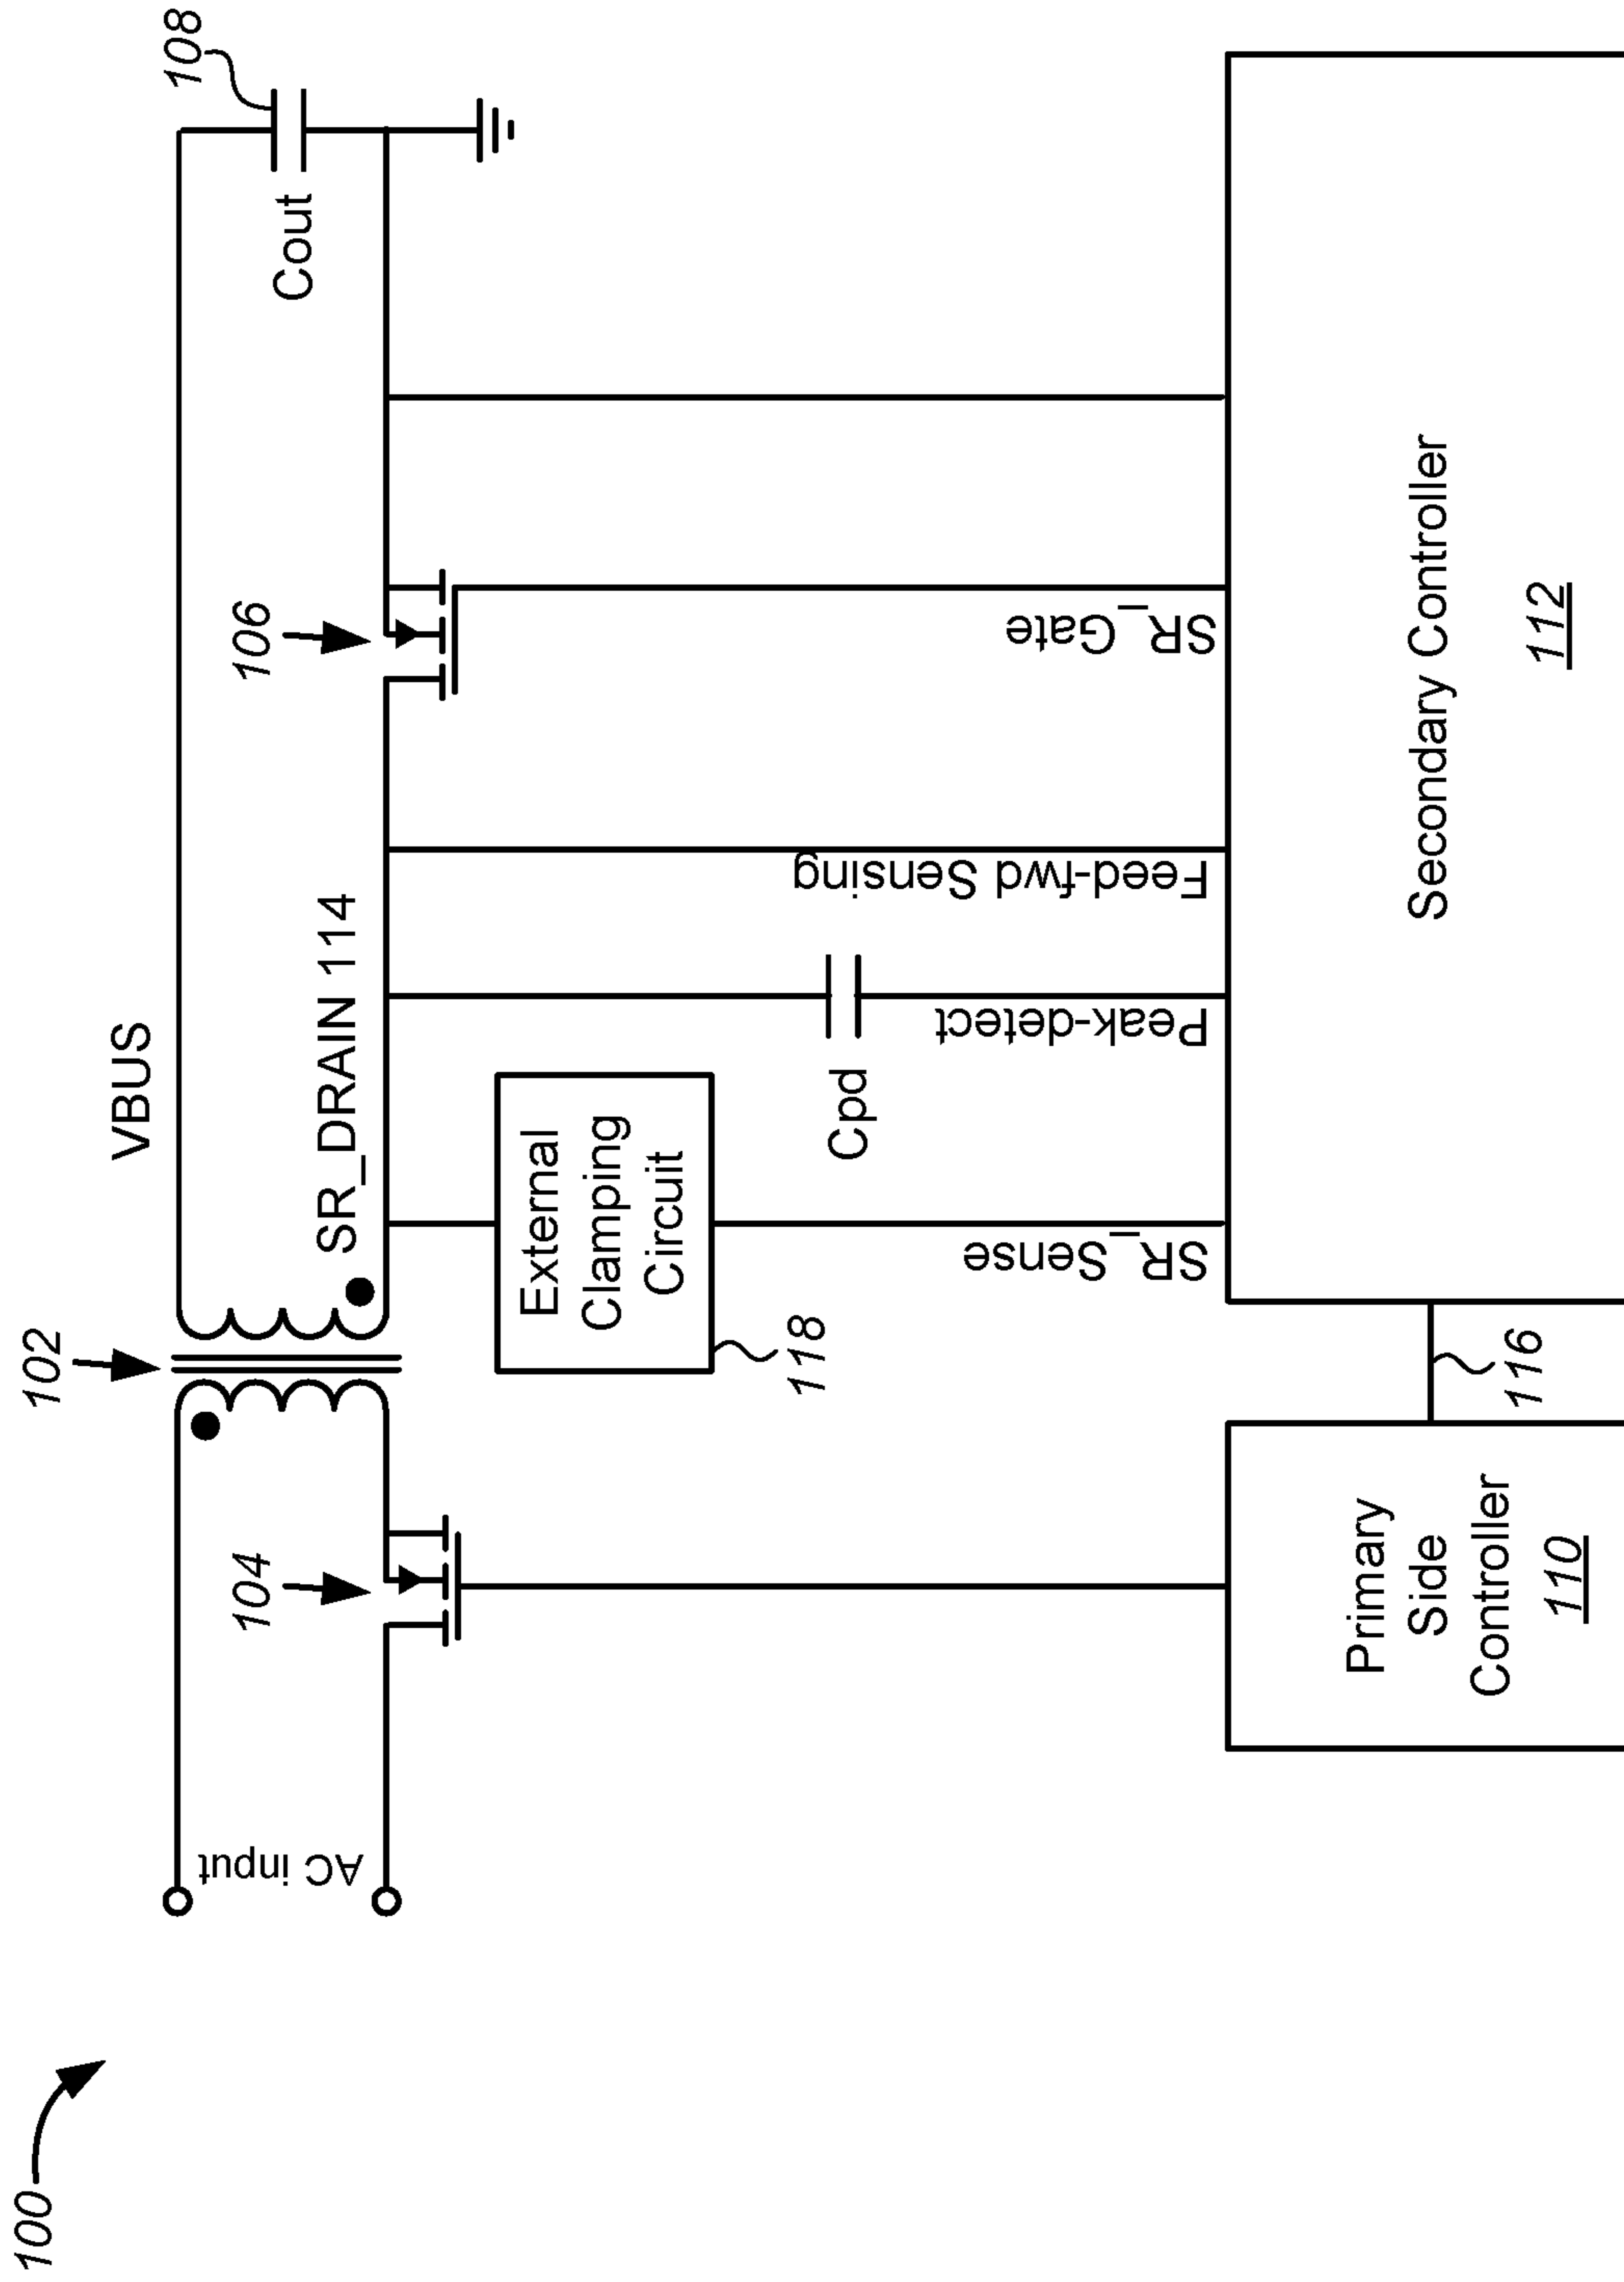 100
102
VBUS
108
Cout
AC input
104
SR_DRAIN 114
106
External
Clamping
Circuit
118
Cpd
SR_Sense
Peak-detect
Feed-fwd Sensing
SR_Gate
Primary
Side
Controller
110
116
Secondary Controller
112